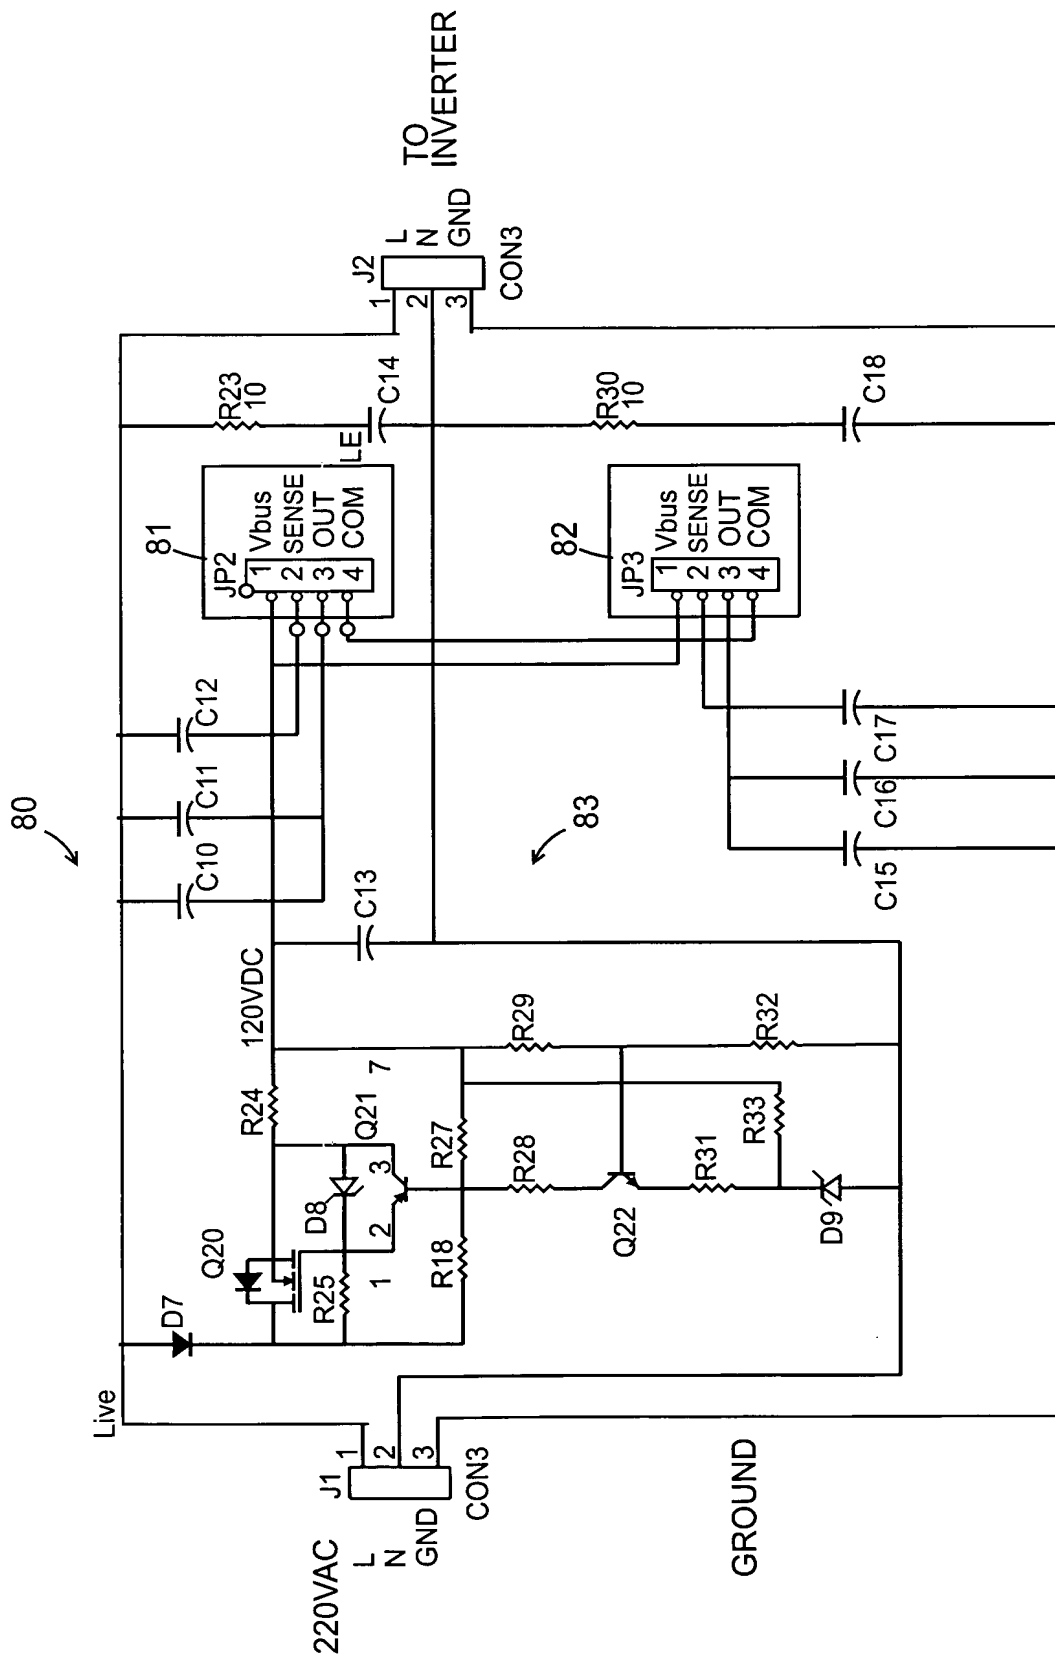 80
Live
220VAC
L
N
GND
J1
1
2
3
CON3
GROUND
D7
Q20
R25
D8
Q21
1
2
3
7
R24
120VDC
R18
R27
R28
Q22
R31
R33
D9
R29
R32
C13
C10
C11
C12
81
JP2
1 Vbus
2 SENSE
3 OUT
4 COM
LE
R23
10
C14
82
JP3
1 Vbus
2 SENSE
3 OUT
4 COM
R30
10
C18
83
C15
C16
C17
J2
1
2
3
L
N
GND
CON3
TO
INVERTER